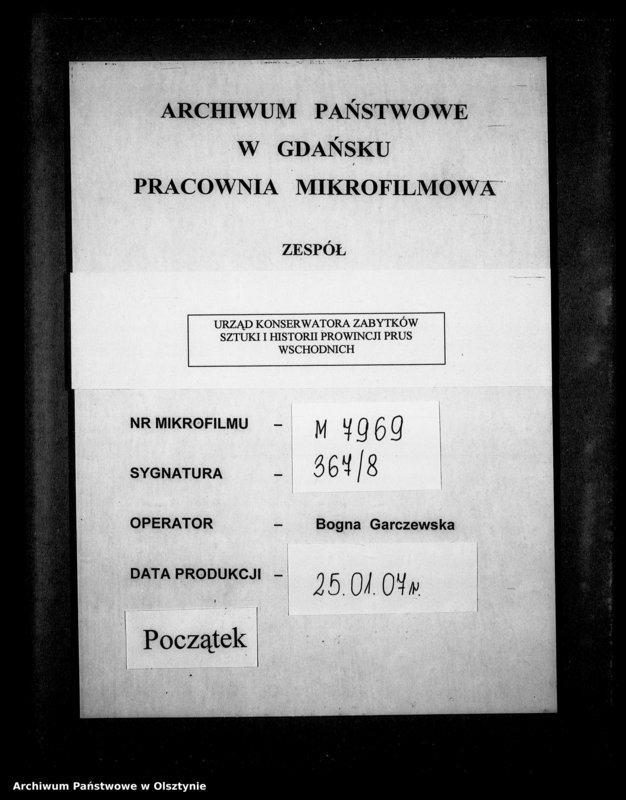 ARCHIWUM PAŃSTWOWE
W GDAŃSKU
PRACOWNIA MIKROFILMOWA
ZESPÓŁ
URZĄD KONSERWATORA ZABYTKÓW
SZTUKI I HISTORII PROWINCJI PRUS
WSCHODNICH
NR MIKROFILMU – M 7969
SYGNATURA – 367/8
OPERATOR – Bogna Garczewska
DATA PRODUKCJI – 25.01.07r.
Początek
Archiwum Państwowe w Olsztynie